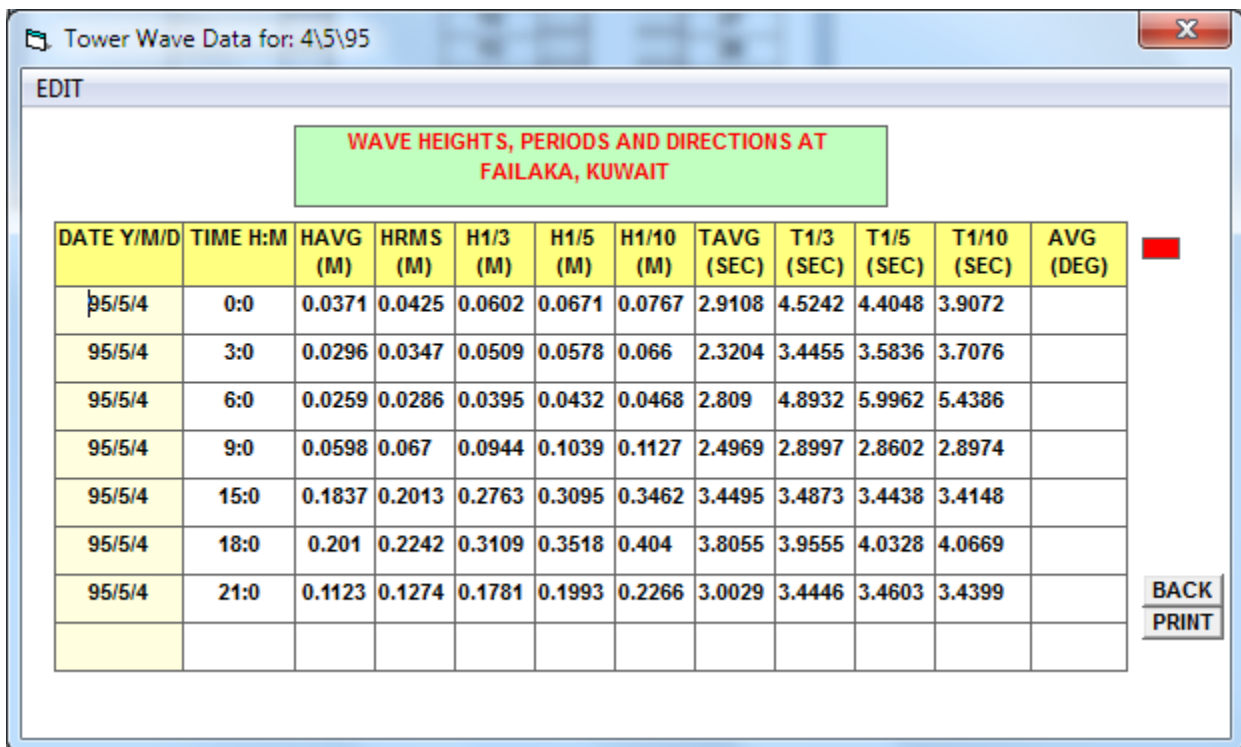 Tower Wave Data for: 4\5\95
EDIT
WAVE HEIGHTS, PERIODS AND DIRECTIONS AT
FAILAKA, KUWAIT
DATE Y/M/D TIME H:M HAVG HRMS H1/3 H1/5 H1/10 TAVG T1/3 T1/5 T1/10 AVG
(M) (M) (M) (M) (M) (SEC) (SEC) (SEC) (SEC) (DEG)
95/5/4 0:0 0.0371 0.0425 0.0602 0.0671 0.0767 2.9108 4.5242 4.4048 3.9072
95/5/4 3:0 0.0296 0.0347 0.0509 0.0578 0.066 2.3204 3.4455 3.5836 3.7076
95/5/4 6:0 0.0259 0.0286 0.0395 0.0432 0.0468 2.809 4.8932 5.9962 5.4386
95/5/4 9:0 0.0598 0.067 0.0944 0.1039 0.1127 2.4969 2.8997 2.8602 2.8974
95/5/4 15:0 0.1837 0.2013 0.2763 0.3095 0.3462 3.4495 3.4873 3.4438 3.4148
95/5/4 18:0 0.201 0.2242 0.3109 0.3518 0.404 3.8055 3.9555 4.0328 4.0669
95/5/4 21:0 0.1123 0.1274 0.1781 0.1993 0.2266 3.0029 3.4446 3.4603 3.4399
BACK
PRINT